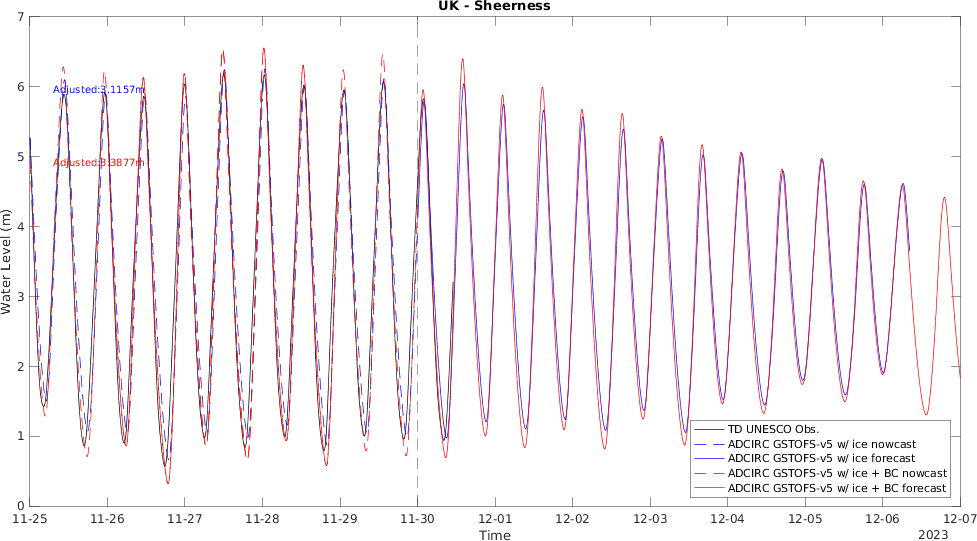 UK - Sheerness
7
6
5
4
3
2
1
0
Water Level (m)
Adjusted:3.1157m
Adjusted:3.3877m
TD UNESCO Obs.
ADCIRC GSTOFS-v5 w/ ice nowcast
ADCIRC GSTOFS-v5 w/ ice forecast
ADCIRC GSTOFS-v5 w/ ice + BC nowcast
ADCIRC GSTOFS-v5 w/ ice + BC forecast
11-25 11-26 11-27 11-28 11-29 11-30 12-01 12-02 12-03 12-04 12-05 12-06 12-07
Time
2023